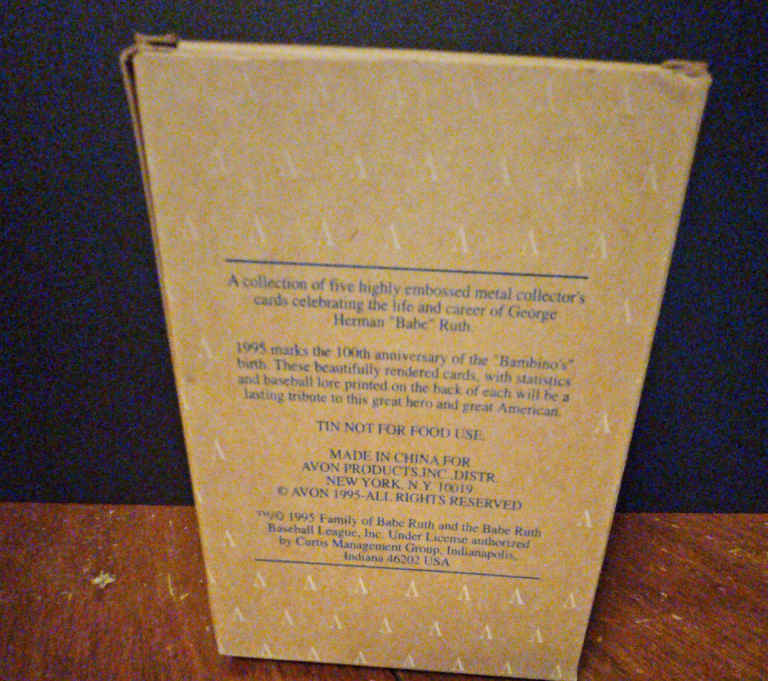 A collection of five highly embossed metal collector's
cards celebrating the life and career of George
Herman "Babe" Ruth.
1995 marks the 100th anniversary of the "Bambino's"
birth. These beautifully rendered cards, with statistics
and baseball lore printed on the back of each will be a
lasting tribute to this great hero and great American.
TIN NOT FOR FOOD USE.
MADE IN CHINA FOR
AVON PRODUCTS,INC.,DISTR.
NEW YORK, N.Y. 10019
© AVON 1995-ALL RIGHTS RESERVED
™/© 1995 Family of Babe Ruth and the Babe Ruth
Baseball League, Inc. Under License authorized
by Curtis Management Group, Indianapolis,
Indiana 46202 USA